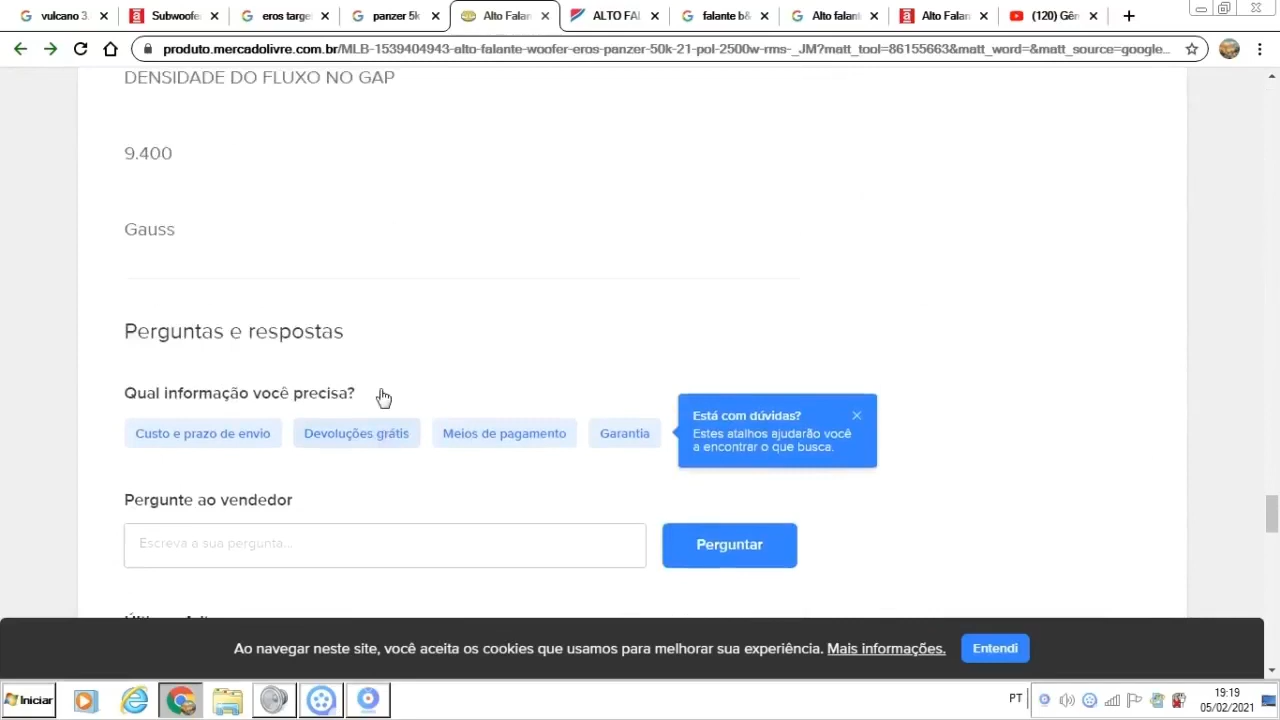 vulcano 3.
Subwoofe
eros targe
panzer 5k
Alto Falan
ALTO FAL
falante b&
Alto falani
Alto Falan
(120) Gên
produto.mercadolivre.com.br/MLB-1539404943-alto-falante-woofer-eros-panzer-50k-21-pol-2500w-rms-_JM?matt_tool=86155663&matt_word=&matt_source=google...
DENSIDADE DO FLUXO NO GAP
9.400
Gauss
Perguntas e respostas
Qual informação você precisa?
Custo e prazo de envio
Devoluções grátis
Meios de pagamento
Garantia
Está com dúvidas?
Estes atalhos ajudarão você
a encontrar o que busca.
Pergunte ao vendedor
Escreva a sua pergunta...
Perguntar
Ao navegar neste site, você aceita os cookies que usamos para melhorar sua experiência. Mais informações.
Entendi
Iniciar
PT
19:19
05/02/2021